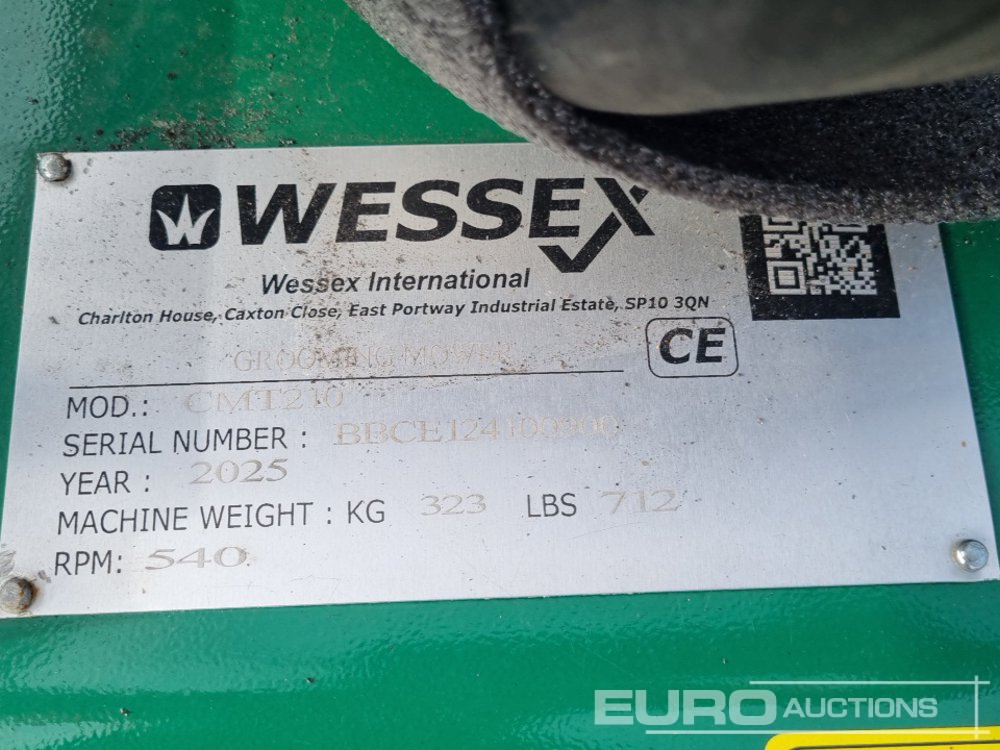 WESSEX
Wessex International
Charlton House, Caxton Close, East Portway Industrial Estate, SP10 3QN
GROOMING MOWER
CE
MOD.: CMT210
SERIAL NUMBER : BBCE124100900
YEAR : 2025
MACHINE WEIGHT : KG 323 LBS 712
RPM: 540
EURO AUCTIONS